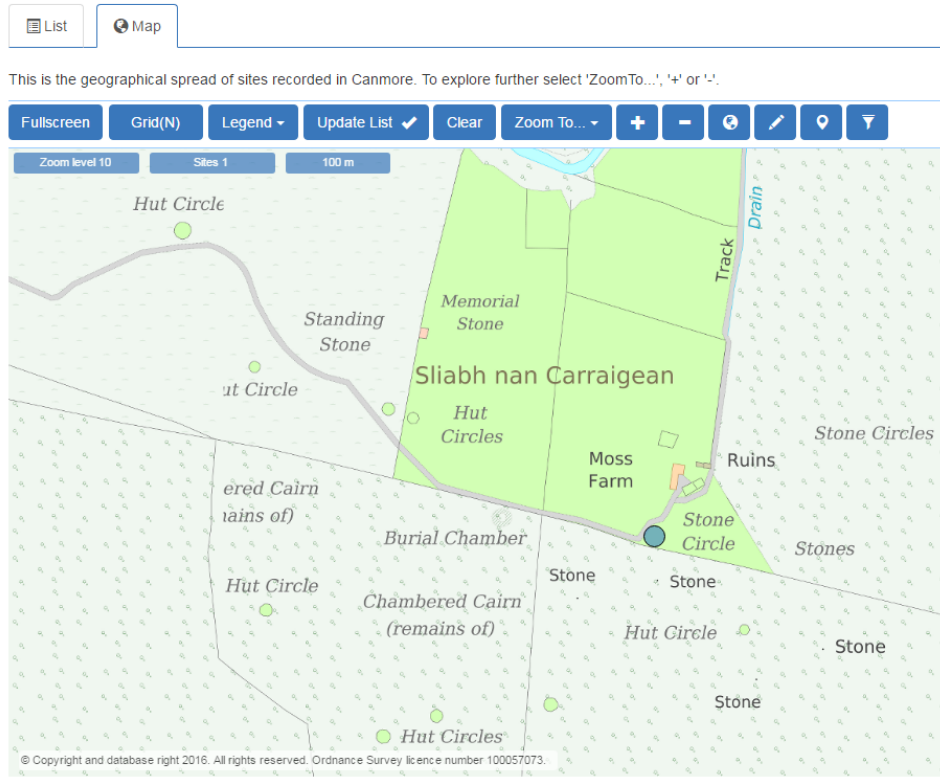 List
Map
This is the geographical spread of sites recorded in Canmore. To explore further select 'ZoomTo...', '+' or '-'.
Fullscreen
Grid(N)
Legend
Update List
Clear
Zoom To...
Zoom level 10
Sites 1
100 m
Hut Circle
Drain
Track
Memorial
Stone
Standing
Stone
Sliabh nan Carraigean
ut Circle
Hut
Circles
Stone Circles
Moss
Farm
Ruins
ered Cairn
ains of)
Stone
Circle
Burial Chamber
Stones
Stone
Stone
Hut Circle
Chambered Cairn
(remains of)
Hut Circle
Stone
Stone
Hut Circles
© Copyright and database right 2016. All rights reserved. Ordnance Survey licence number 100057073.